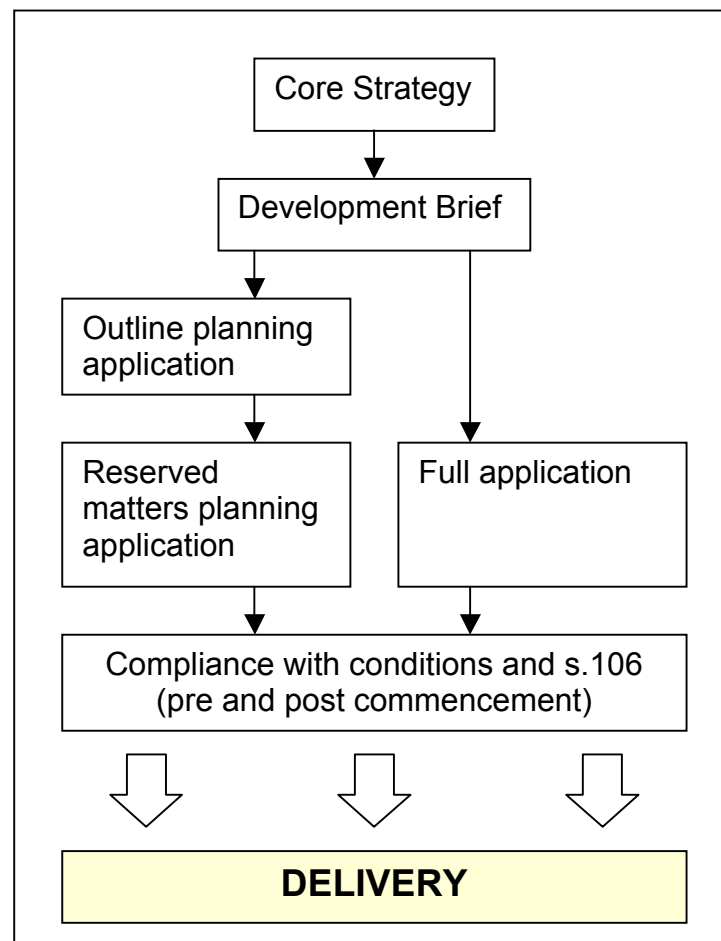 Core Strategy
Development Brief
Outline planning
application
Reserved
matters planning
application
Full application
Compliance with conditions and s.106
(pre and post commencement)
DELIVERY